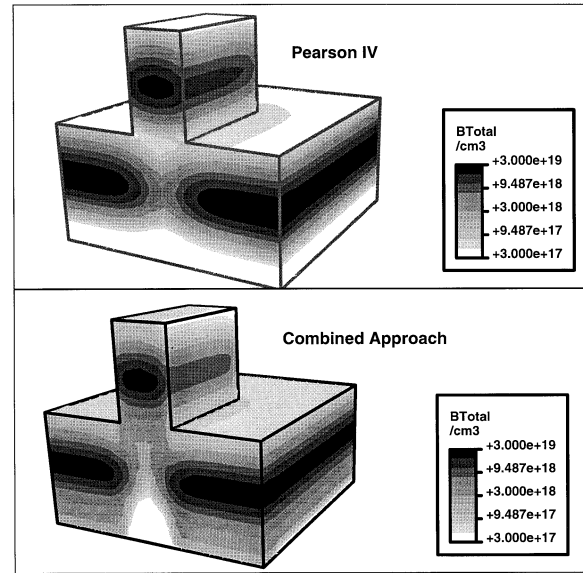 Pearson IV
BTotal
/cm3
+3.000e+19
+9.487e+18
+3.000e+18
+9.487e+17
+3.000e+17
Combined Approach
BTotal
/cm3
+3.000e+19
+9.487e+18
+3.000e+18
+9.487e+17
+3.000e+17